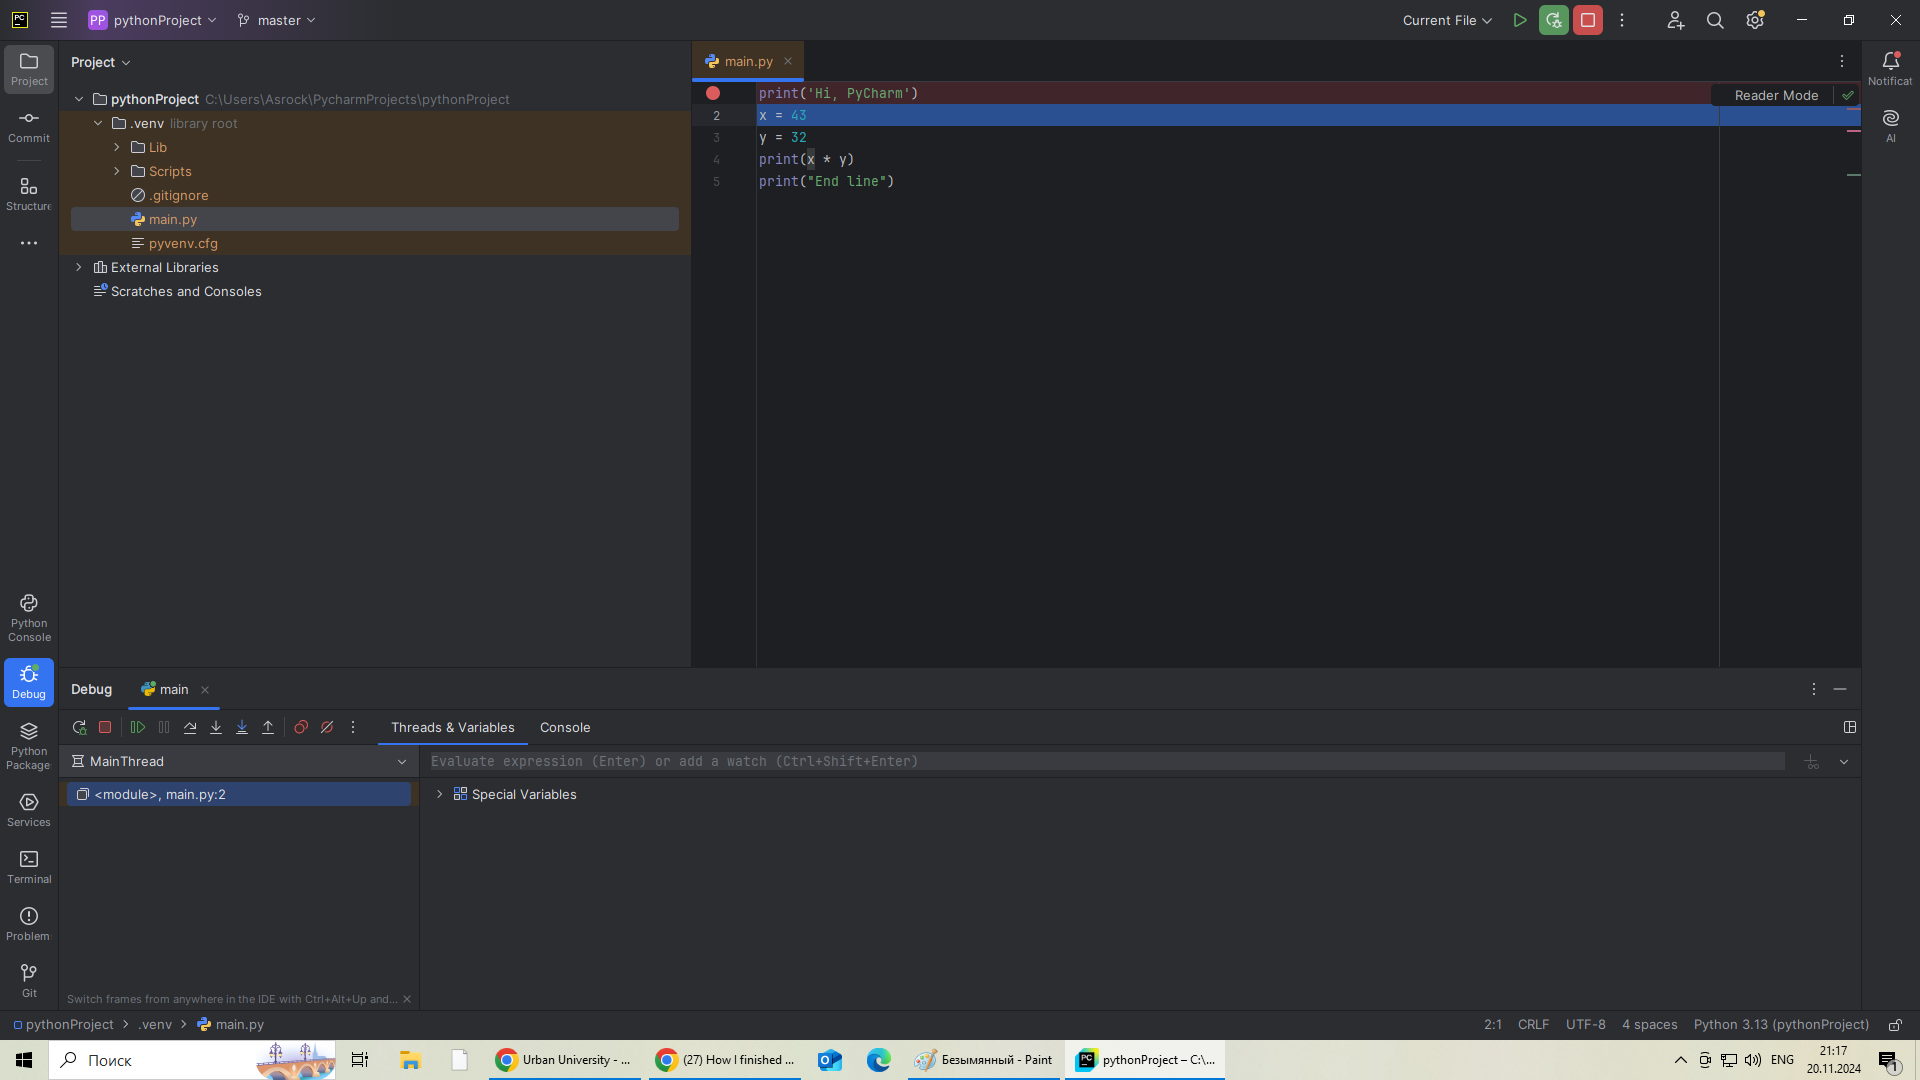 PC
PP pythonProject
master
Current File
Project
Project
main.py
Notificat
pythonProject C:\Users\Asrock\PycharmProjects\pythonProject
print('Hi, PyCharm')
Reader Mode
Commit
.venv library root
2 x = 43
AI
Lib
3 y = 32
Scripts
4 print(x * y)
Structure
.gitignore
5 print("End line")
main.py
pyvenv.cfg
External Libraries
Scratches and Consoles
Python
Console
Debug
Debug
main
Threads & Variables
Console
Python
Package
MainThread
Evaluate expression (Enter) or add a watch (Ctrl+Shift+Enter)
<module>, main.py:2
Special Variables
Services
Terminal
Problem
Git
Switch frames from anywhere in the IDE with Ctrl+Alt+Up and...
pythonProject > .venv > main.py
2:1 CRLF UTF-8 4 spaces Python 3.13 (pythonProject)
Поиск
Urban University - ...
(27) How I finished ...
Безымянный - Paint
PC
pythonProject – C:\...
ENG
21:17
20.11.2024
1